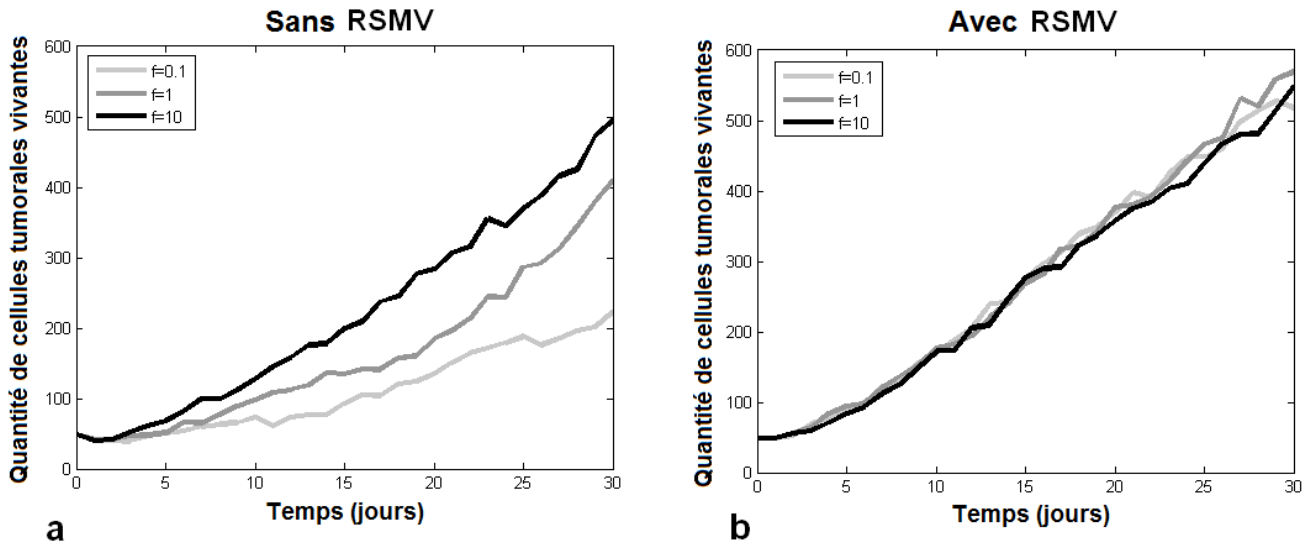 Sans RSMV
Quantité de cellules tumorales vivantes
600
500
400
300
200
100
0
f=0.1
f=1
f=10
0 5 10 15 20 25 30
Temps (jours)
a
Avec RSMV
Quantité de cellules tumorales vivantes
600
500
400
300
200
100
0
f=0.1
f=1
f=10
0 5 10 15 20 25 30
Temps (jours)
b